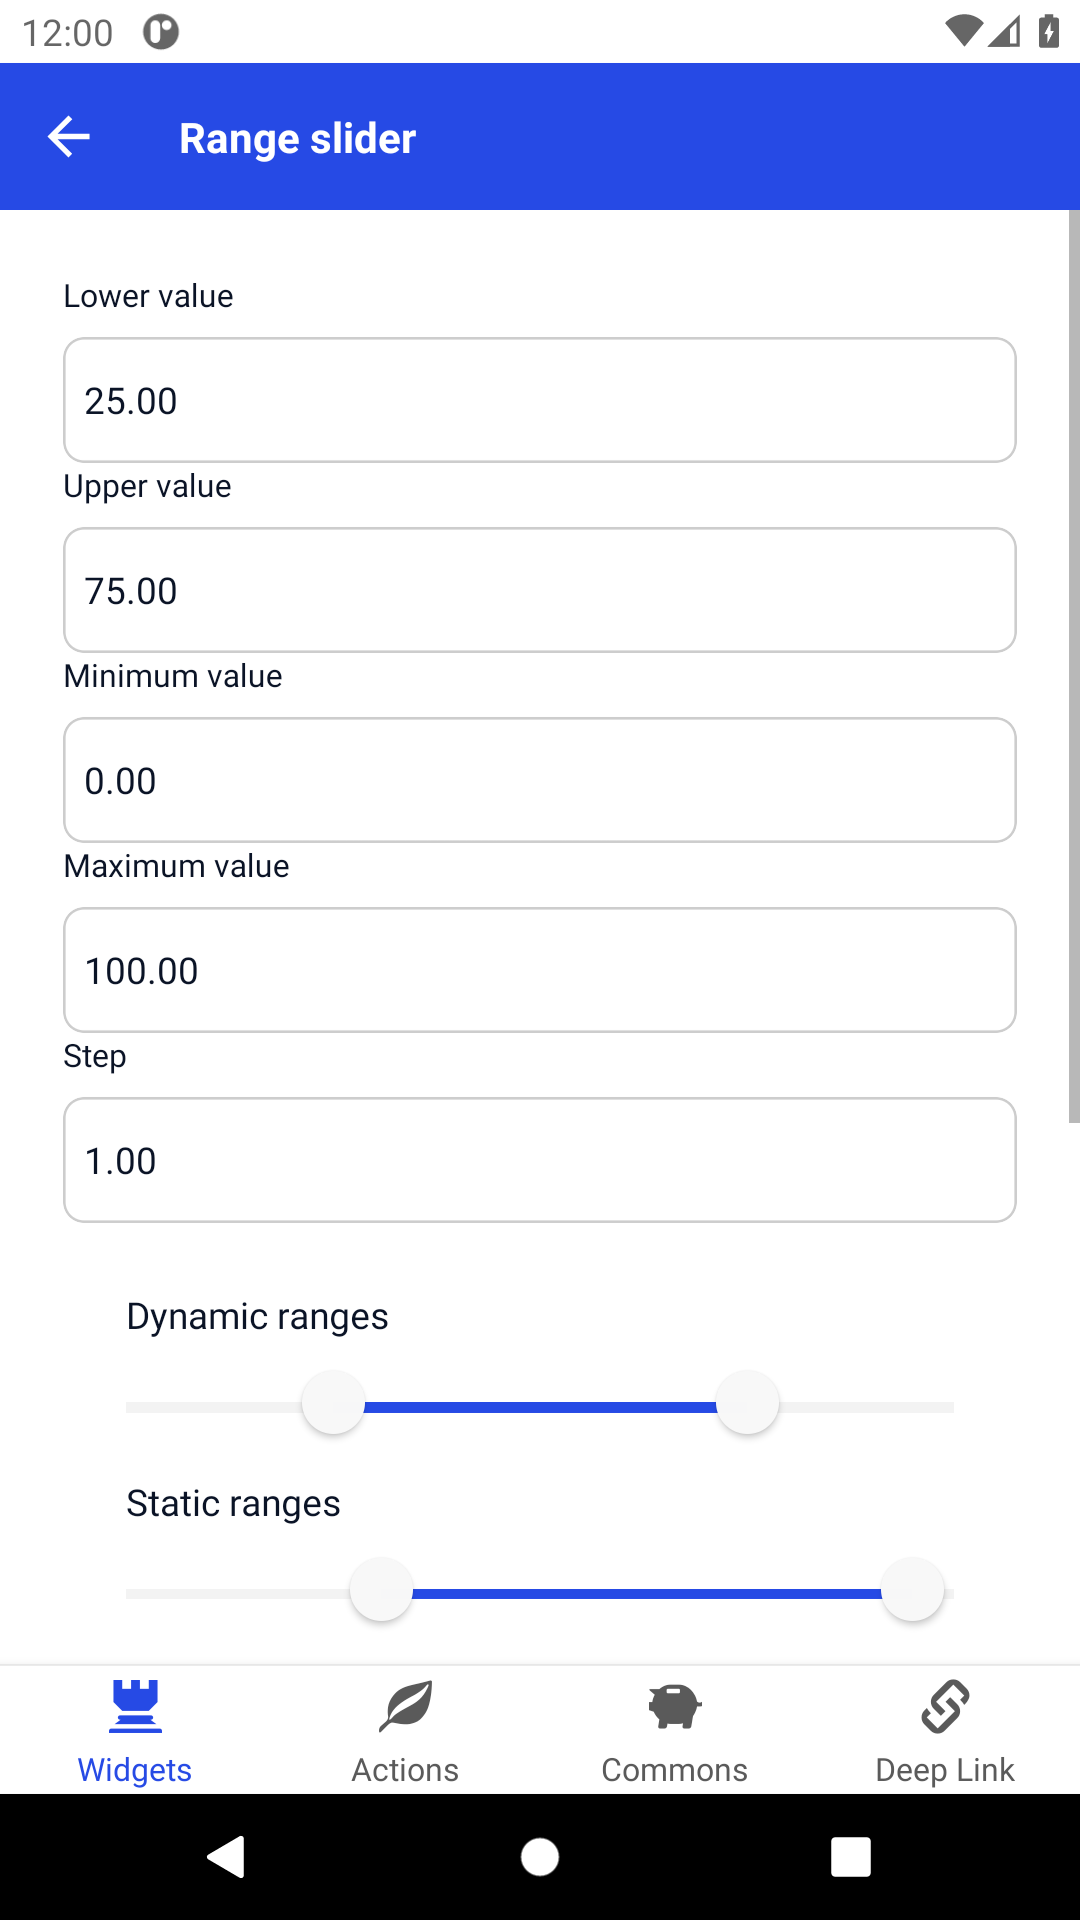 12:00
Range slider
Lower value
25.00
Upper value
75.00
Minimum value
0.00
Maximum value
100.00
Step
1.00
Dynamic ranges
Static ranges
Widgets
Actions
Commons
Deep Link